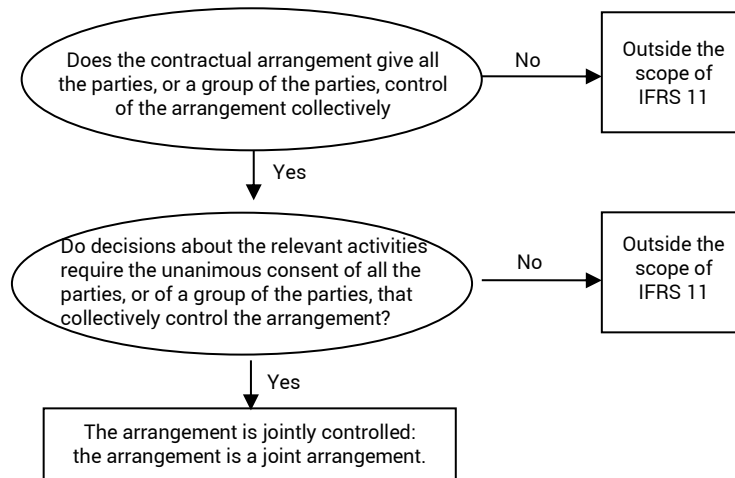 Does the contractual arrangement give all
the parties, or a group of the parties, control
of the arrangement collectively
No
Outside the
scope of
IFRS 11
Yes
Do decisions about the relevant activities
require the unanimous consent of all the
parties, or of a group of the parties, that
collectively control the arrangement?
No
Outside the
scope of
IFRS 11
Yes
The arrangement is jointly controlled:
the arrangement is a joint arrangement.